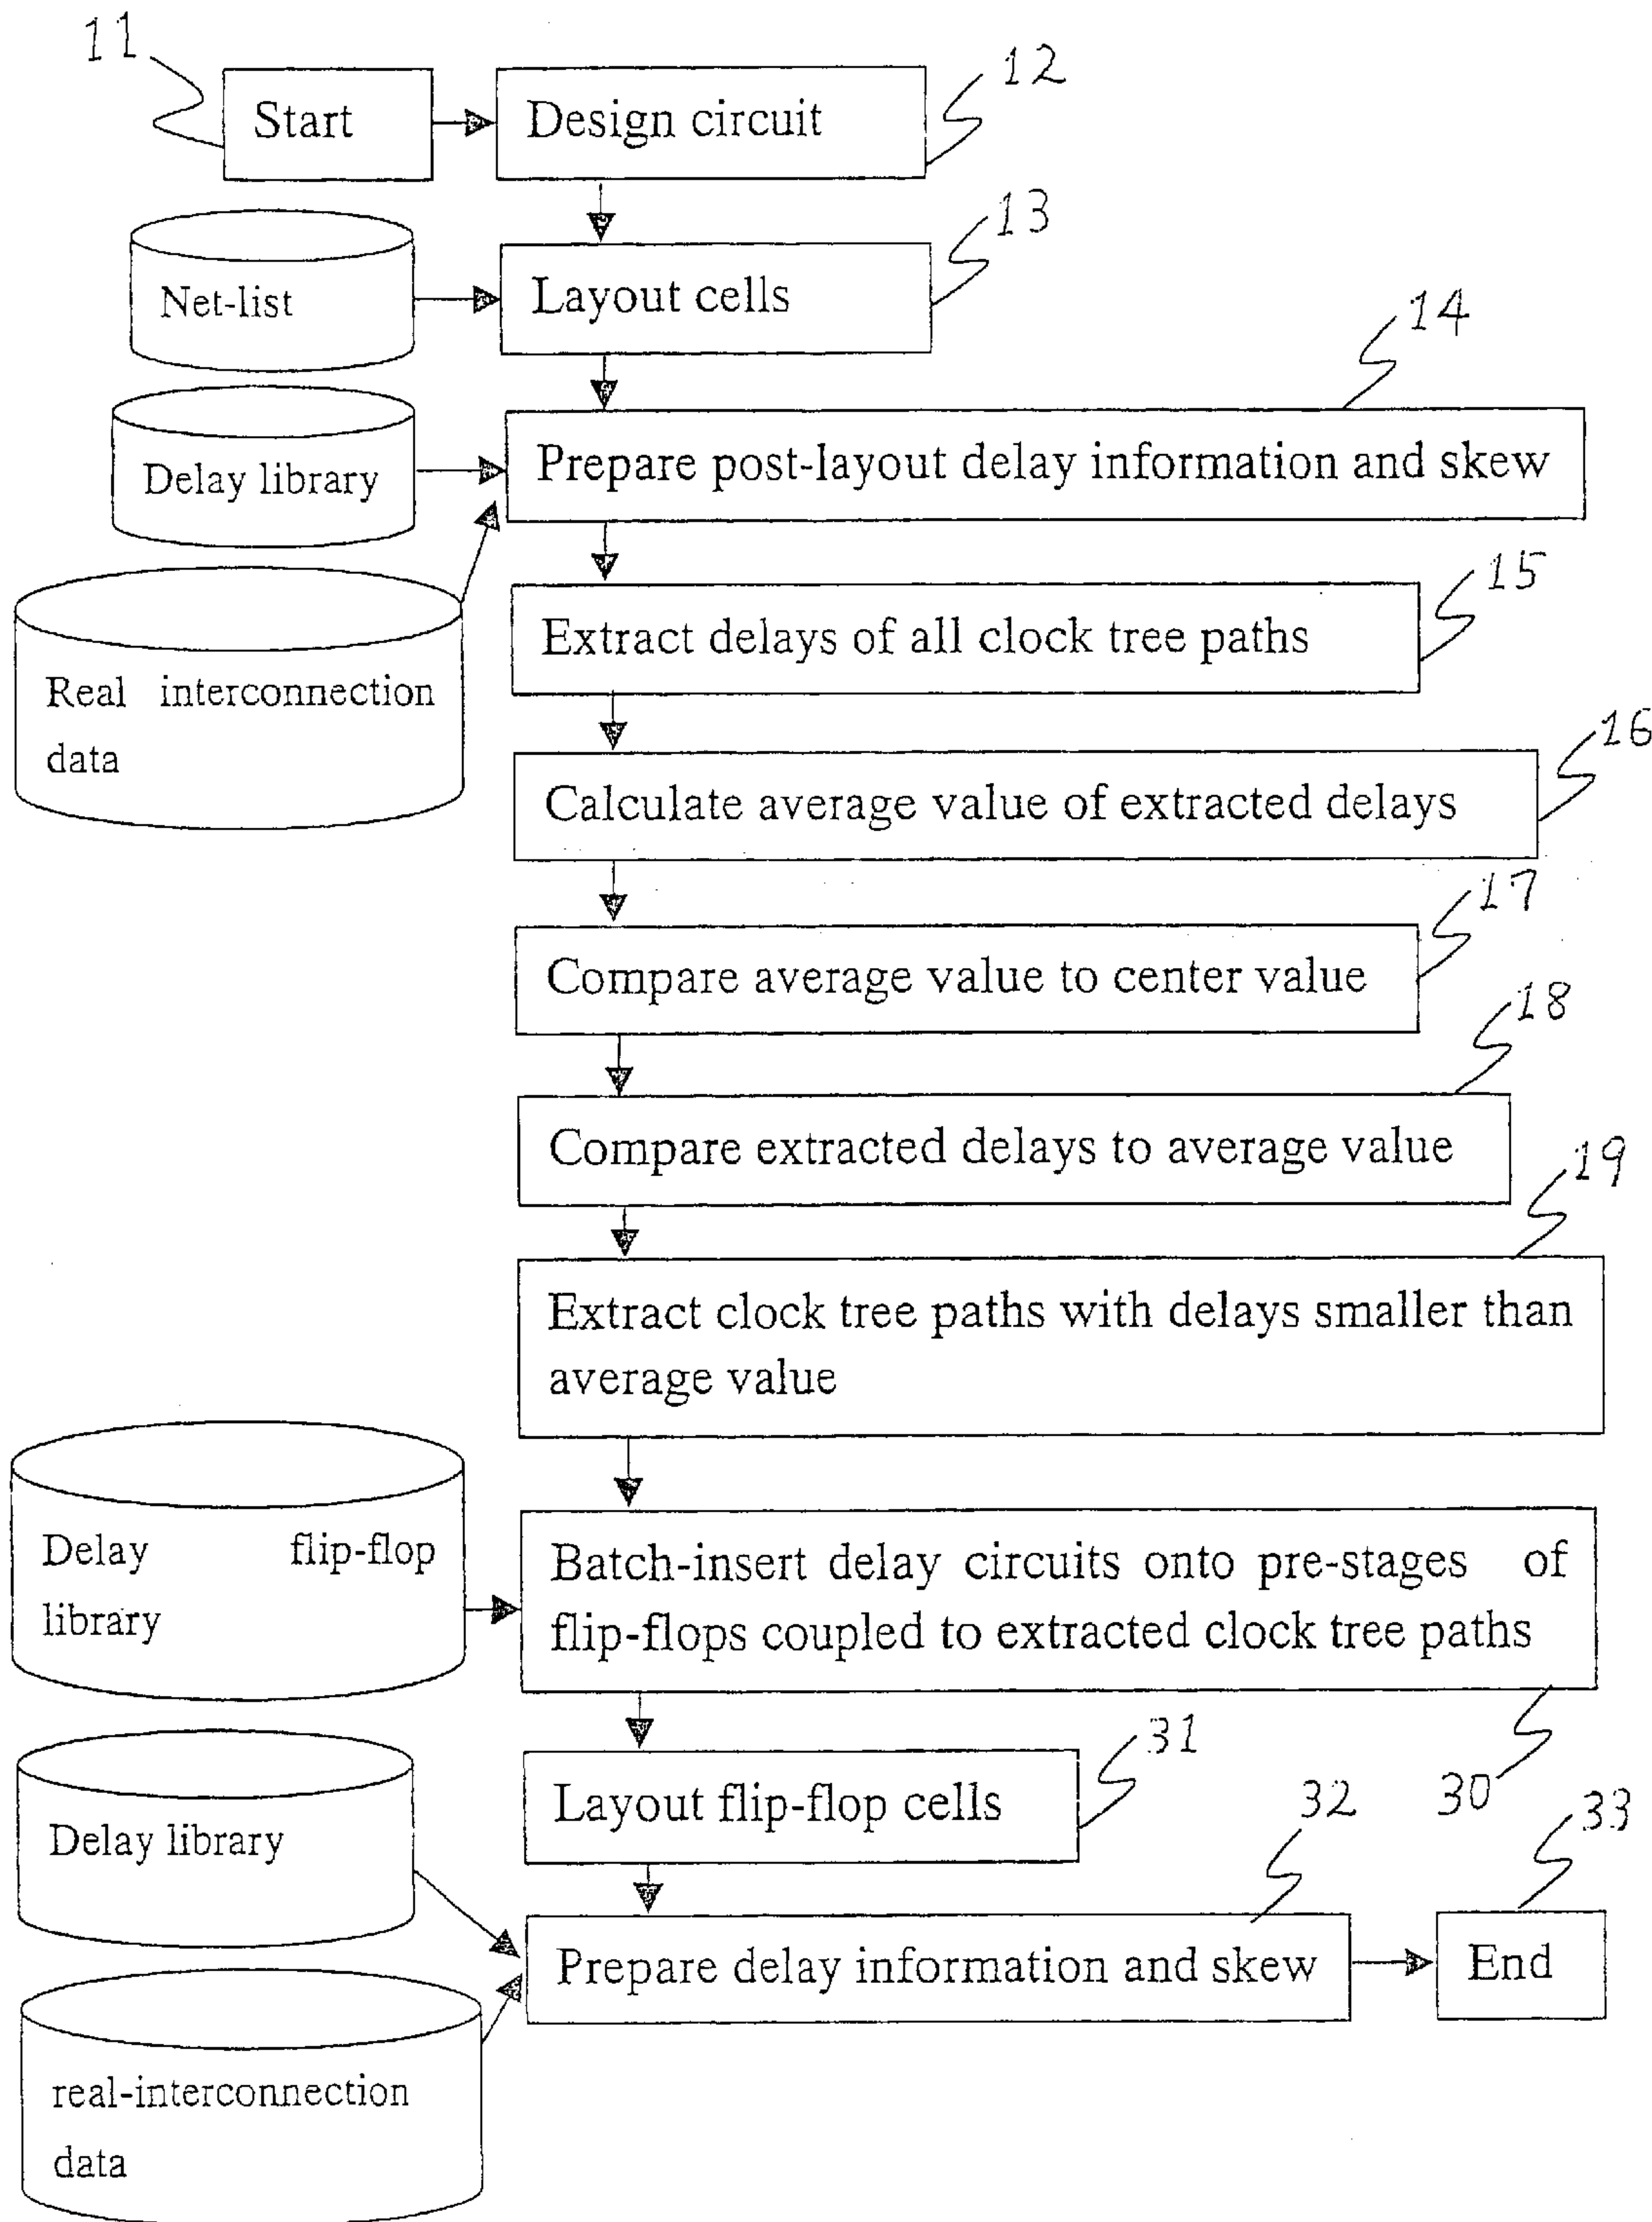 11
Start
Design circuit
12
Net-list
Layout cells
13
14
Delay library
Prepare post-layout delay information and skew
15
Real interconnection
data
Extract delays of all clock tree paths
16
Calculate average value of extracted delays
17
Compare average value to center value
18
Compare extracted delays to average value
19
Extract clock tree paths with delays smaller than
average value
Delay flip-flop
library
Batch-insert delay circuits onto pre-stages of
flip-flops coupled to extracted clock tree paths
30
31
Layout flip-flop cells
32
33
Delay library
Prepare delay information and skew
End
real-interconnection
data